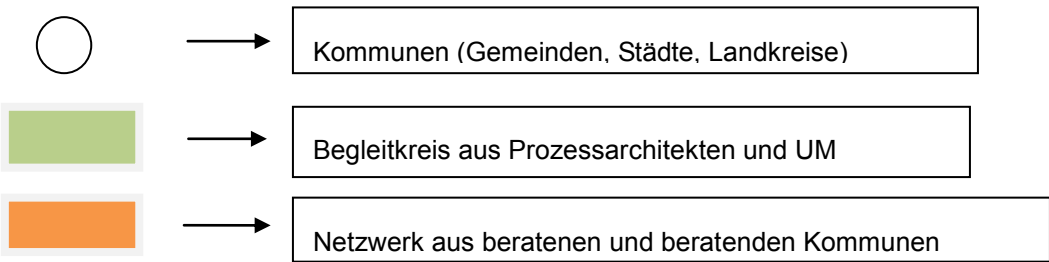 Kommunen (Gemeinden, Städte, Landkreise)
Begleitkreis aus Prozessarchitekten und UM
Netzwerk aus beratenen und beratenden Kommunen